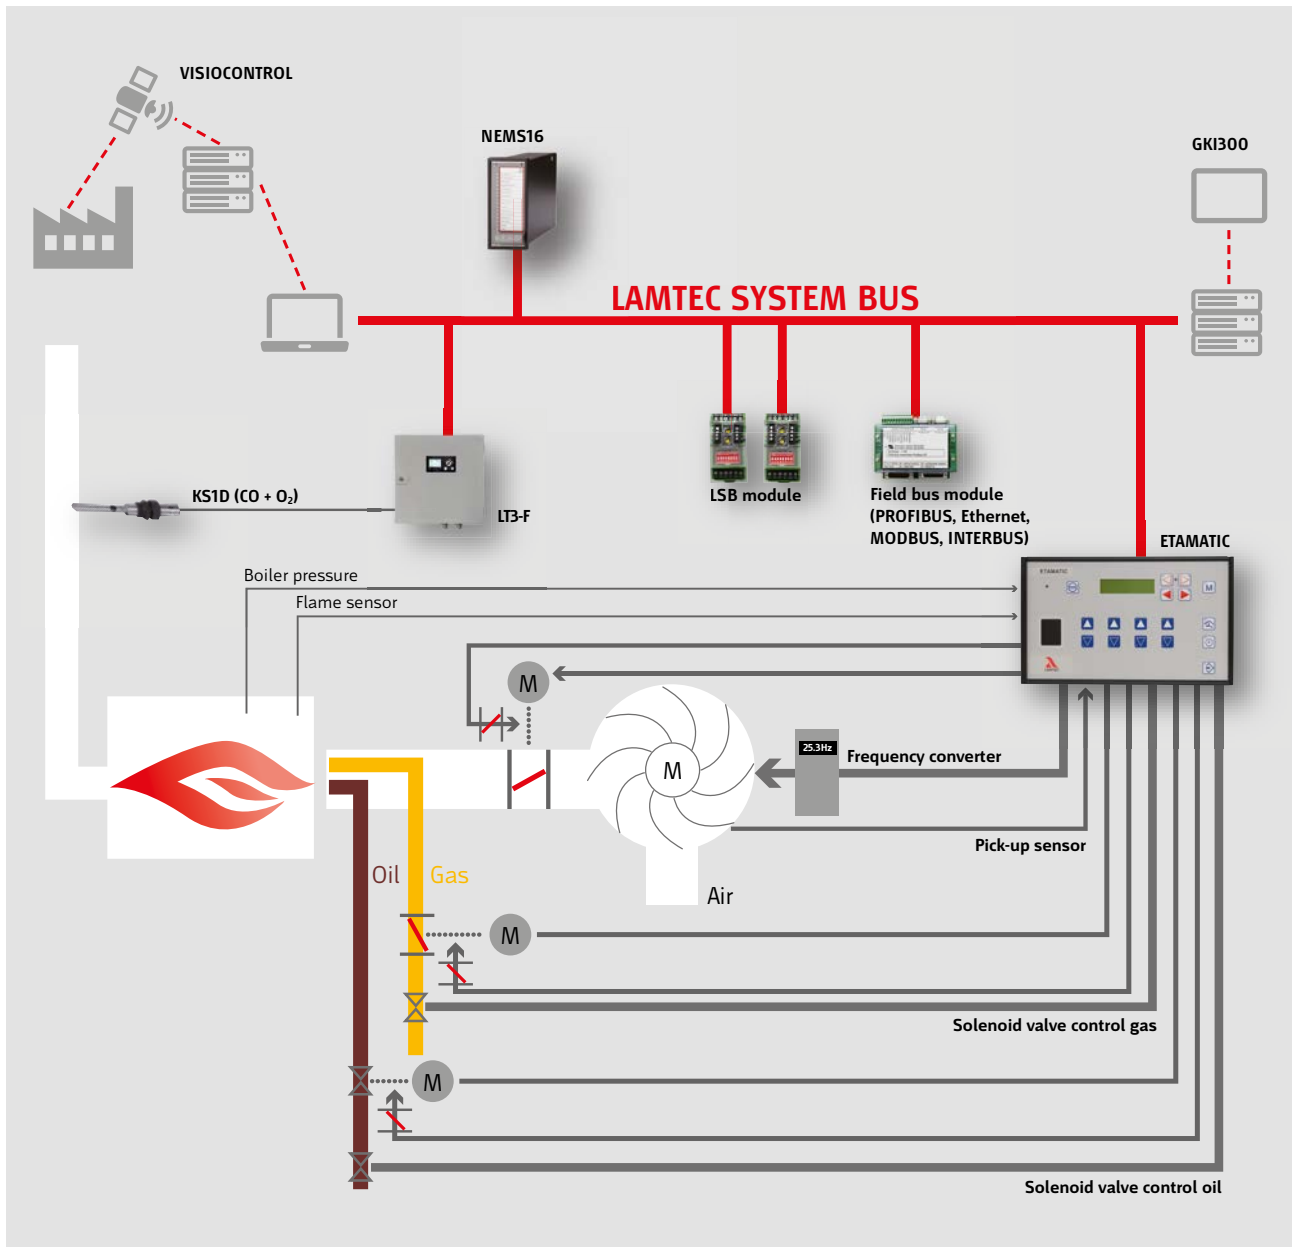 VISIOCONTROL
NEMS16
GKI300
LAMTEC SYSTEM BUS
KS1D (CO + O₂)
LT3-F
LSB module
Field bus module
(PROFIBUS, Ethernet,
MODBUS, INTERBUS)
ETAMATIC
ETAMATIC
M
Boiler pressure
Flame sensor
M
25.3Hz
Frequency converter
M
Pick-up sensor
Oil
Gas
Air
M
Solenoid valve control gas
M
Solenoid valve control oil